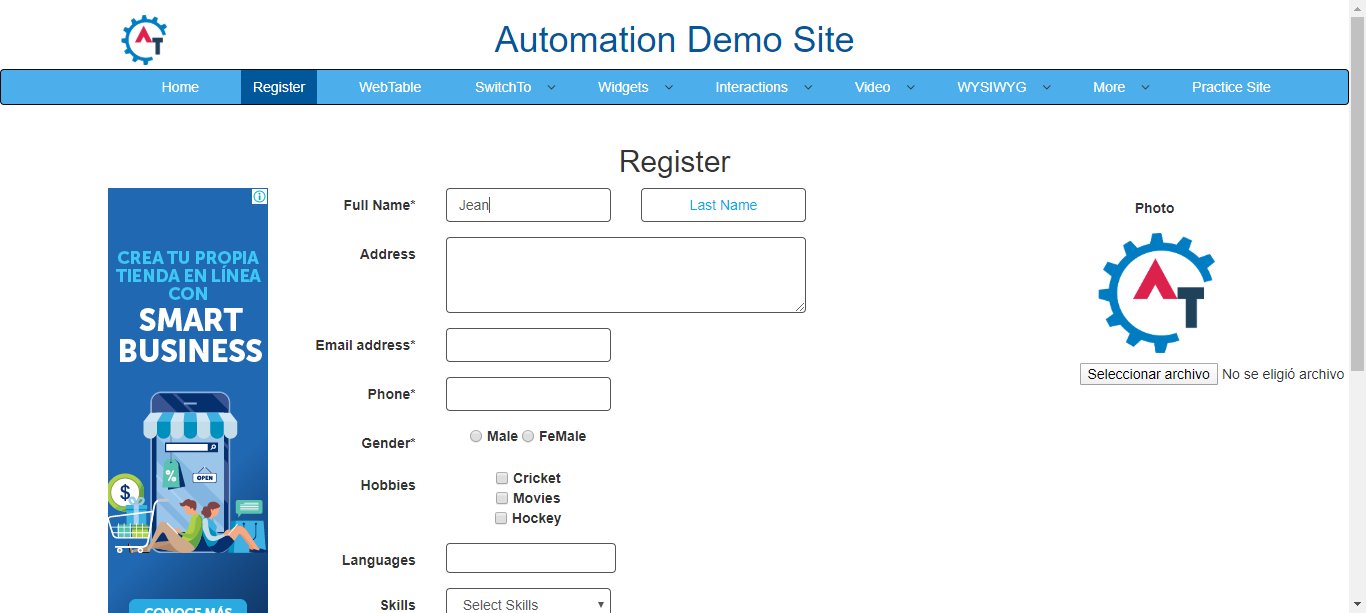 Automation Demo Site
Home Register WebTable SwitchTo Widgets Interactions Video WYSIWYG More Practice Site
Register
Full Name* Jean Last Name
Address
Email address*
Phone*
Gender* Male FeMale
Hobbies Cricket
Movies
Hockey
Languages
Skills Select Skills
Photo
AT
Seleccionar archivo No se eligió archivo
CREA TU PROPIA
TIENDA EN LÍNEA
CON
SMART
BUSINESS
%
OPEN
$
CONOCE MÁS